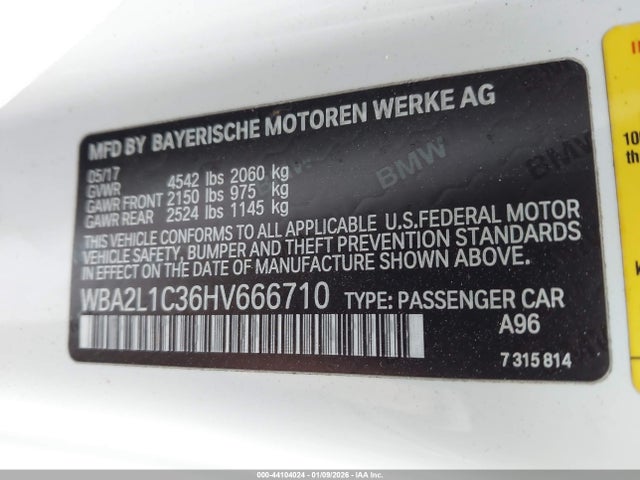 MFD BY BAYERISCHE MOTOREN WERKE AG
05/17
GVWR 4542 lbs 2060 kg
GAWR FRONT 2150 lbs 975 kg
GAWR REAR 2524 lbs 1145 kg
THIS VEHICLE CONFORMS TO ALL APPLICABLE U.S.FEDERAL MOTOR
VEHICLE SAFETY, BUMPER AND THEFT PREVENTION STANDARDS
IN EFFECT ON THE DATE OF MANUFACTURE SHOWN ABOVE.
WBA2L1C36HV666710 TYPE: PASSENGER CAR
A96
7 315 814
BMW
000-44104024 - 01/09/2026 - IAA Inc.